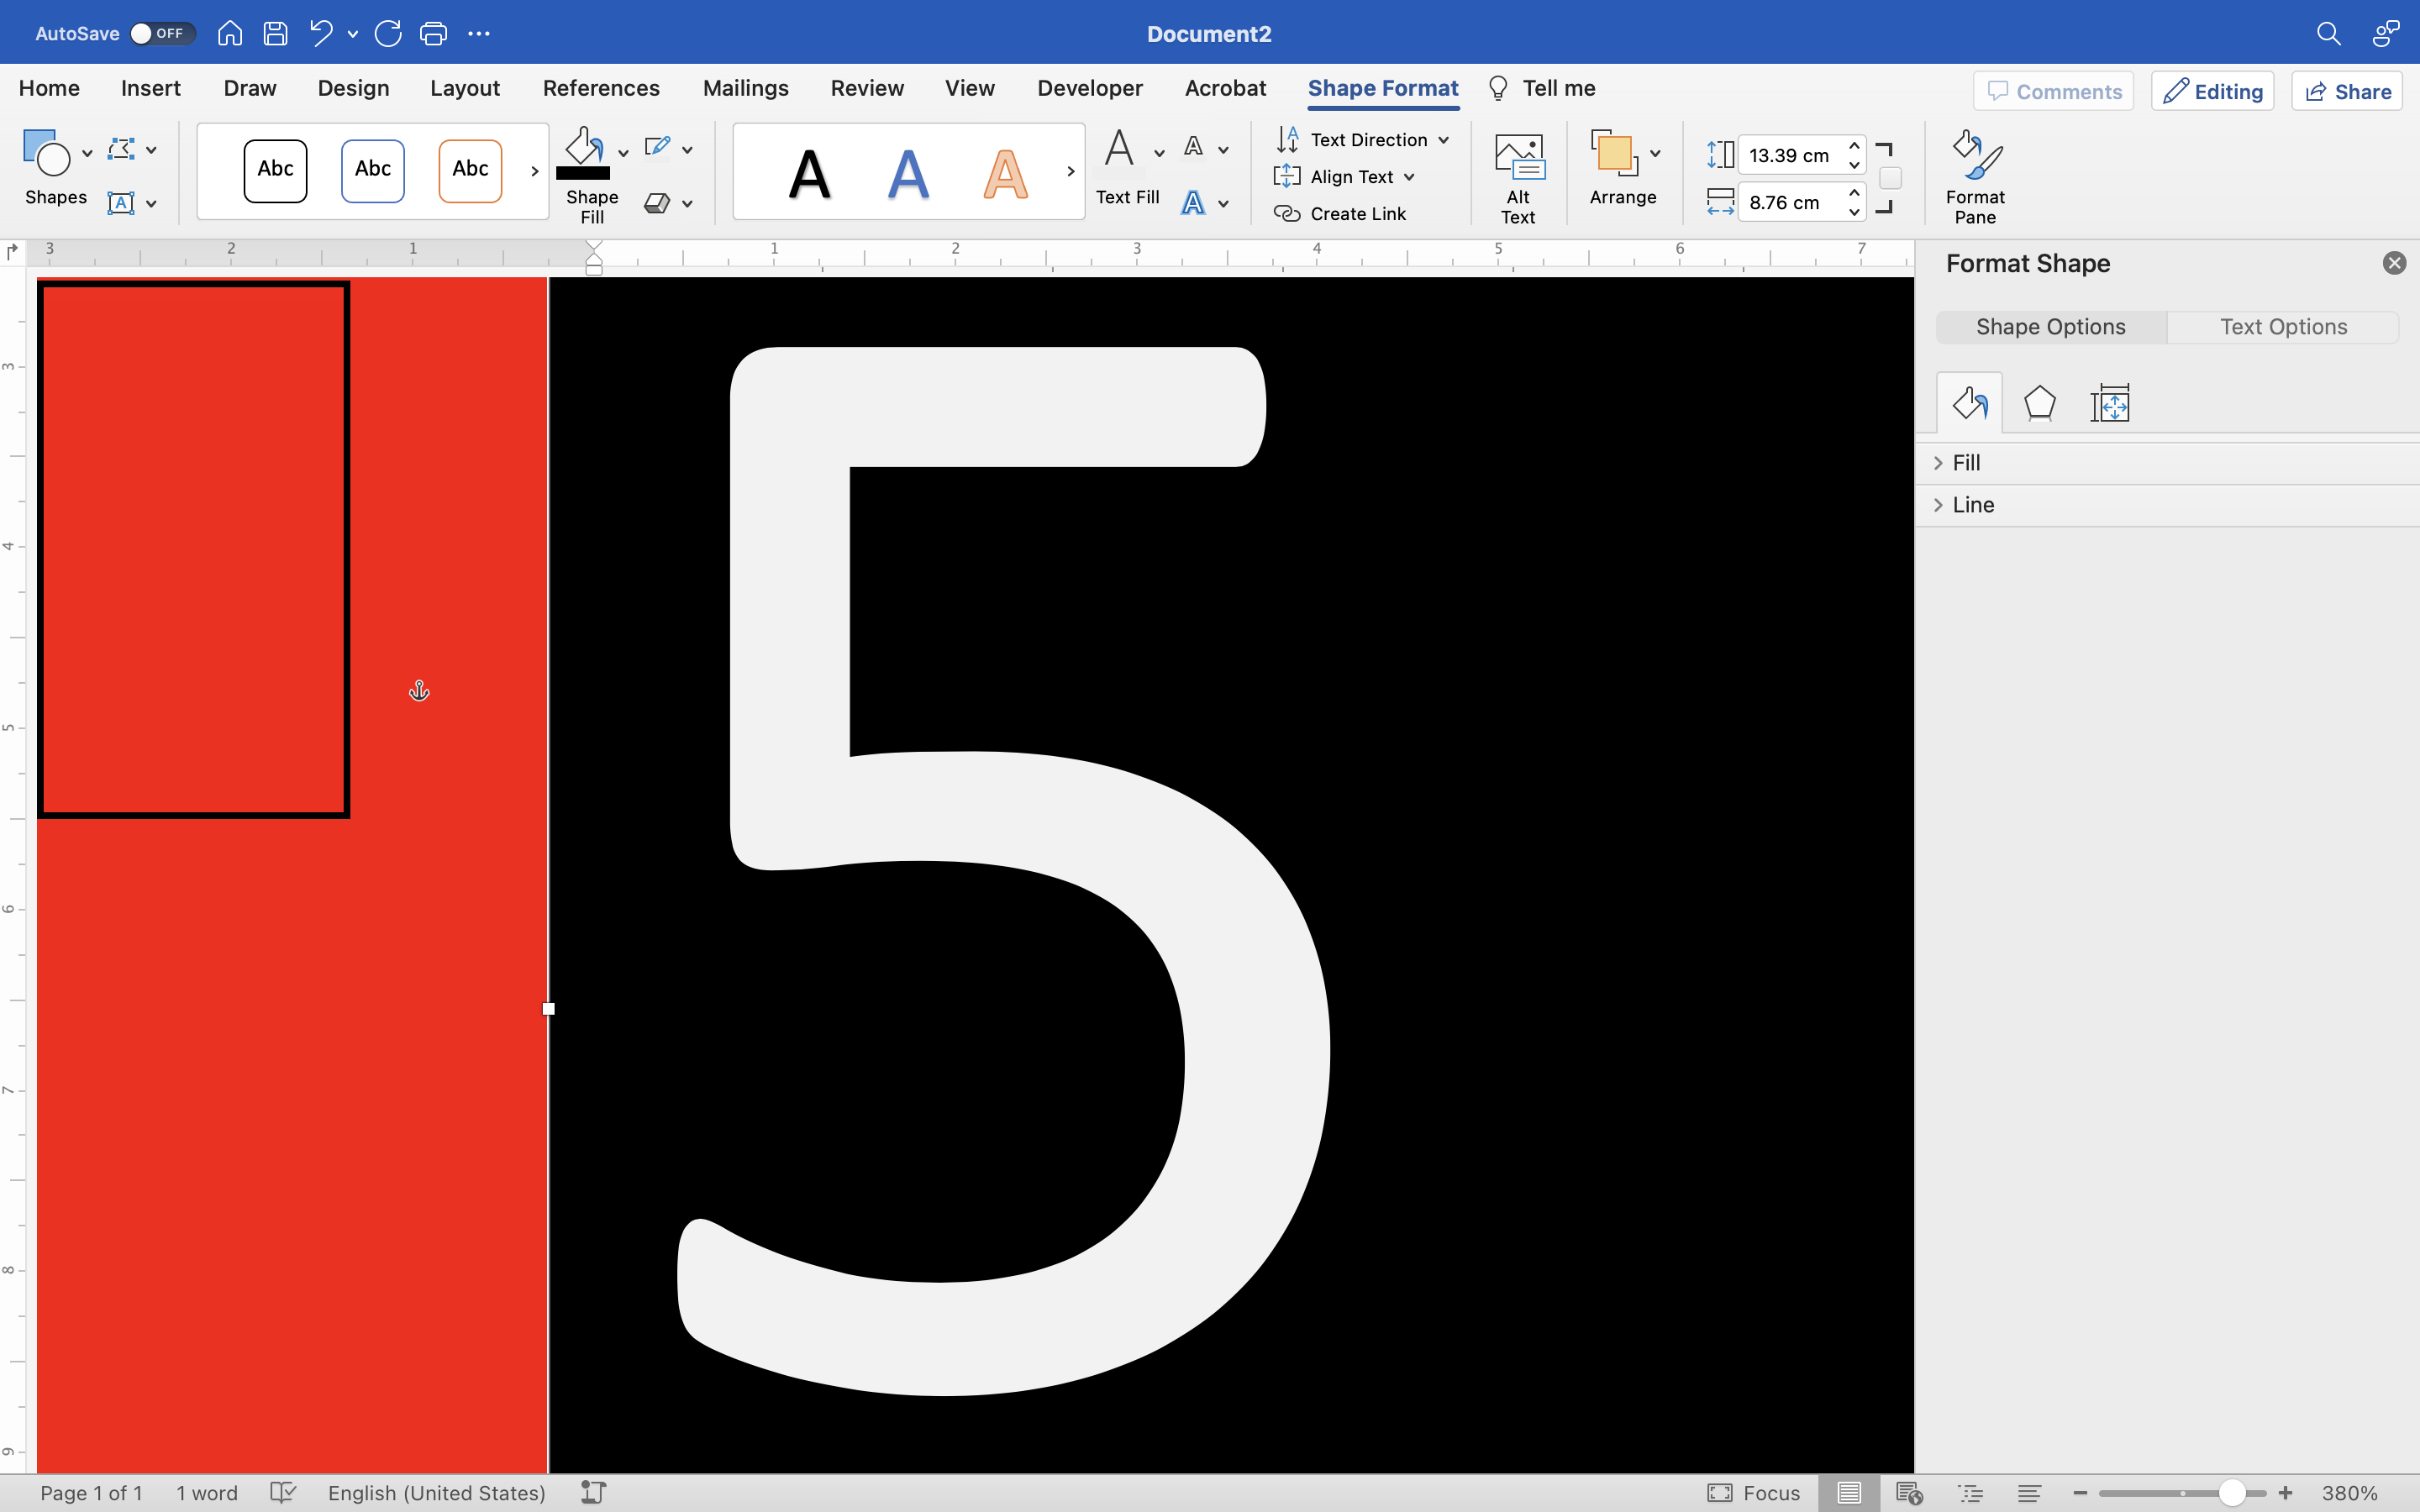 AutoSave OFF Document2
Home Insert Draw Design Layout References Mailings Review View Developer Acrobat Shape Format Tell me Comments Editing Share
Shapes
Abc Abc Abc
Shape
Fill
A A A
Text Fill
Text Direction
Align Text
Create Link
Alt
Text
Arrange
13.39 cm
8.76 cm
Format
Pane
3 2 1 1 2 3 4 5 6 7
Format Shape
Shape Options Text Options
Fill
Line
3
4
5
6
7
8
9
5
Page 1 of 1 1 word English (United States) Focus 380%